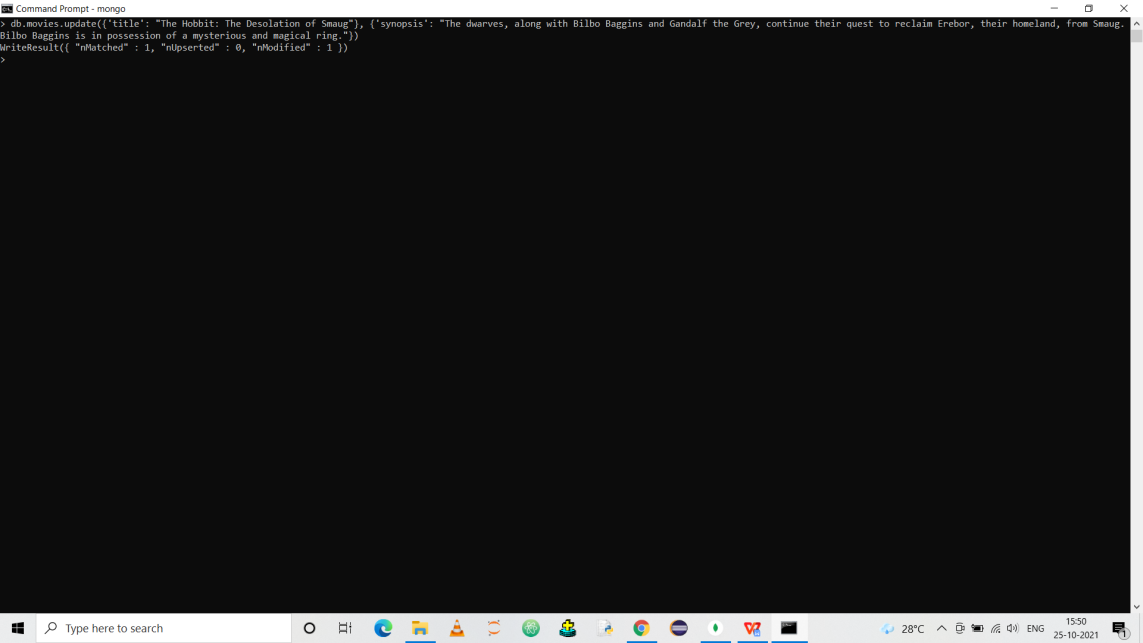 Command Prompt - mongo
> db.movies.update({'title': "The Hobbit: The Desolation of Smaug"}, {'synopsis': "The dwarves, along with Bilbo Baggins and Gandalf the Grey, continue their quest to reclaim Erebor, their homeland, from Smaug.
Bilbo Baggins is in possession of a mysterious and magical ring."})
WriteResult({ "nMatched" : 1, "nUpserted" : 0, "nModified" : 1 })
>
Type here to search
28°C
ENG
15:50
25-10-2021